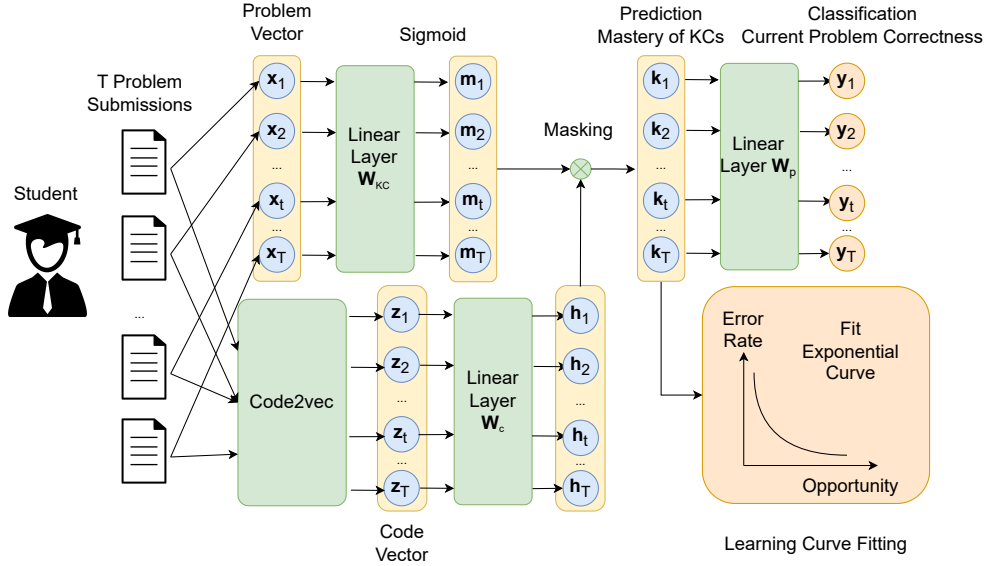 Problem
Vector
Sigmoid
Prediction
Mastery of KCs
Classification
Current Problem Correctness
T Problem
Submissions
Student
...
x1
x2
...
xt
...
xT
Linear
Layer
WKC
m1
m2
...
mt
...
mT
Masking
k1
k2
...
kt
...
kT
Linear
Layer Wp
y1
y2
...
yt
...
yT
Code2vec
z1
z2
...
zt
...
zT
Code
Vector
Linear
Layer
Wc
h1
h2
...
ht
...
hT
Error
Rate
Fit
Exponential
Curve
Opportunity
Learning Curve Fitting